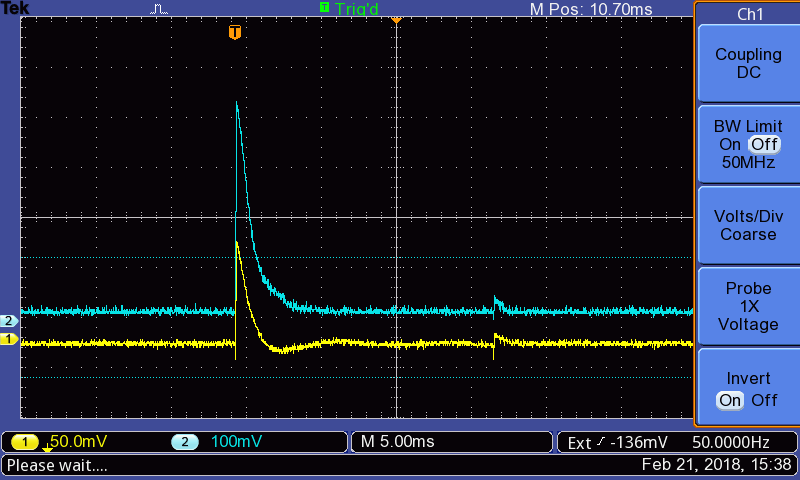 Tek
T Trig'd
M Pos: 10.70ms
Ch1
T
Coupling
DC
BW Limit
On Off
50MHz
Volts/Div
Coarse
Probe
1X
Voltage
2
1
Invert
On Off
1 50.0mV
2 100mV
M 5.00ms
Ext -136mV
50.0000Hz
Please wait....
Feb 21, 2018, 15:38